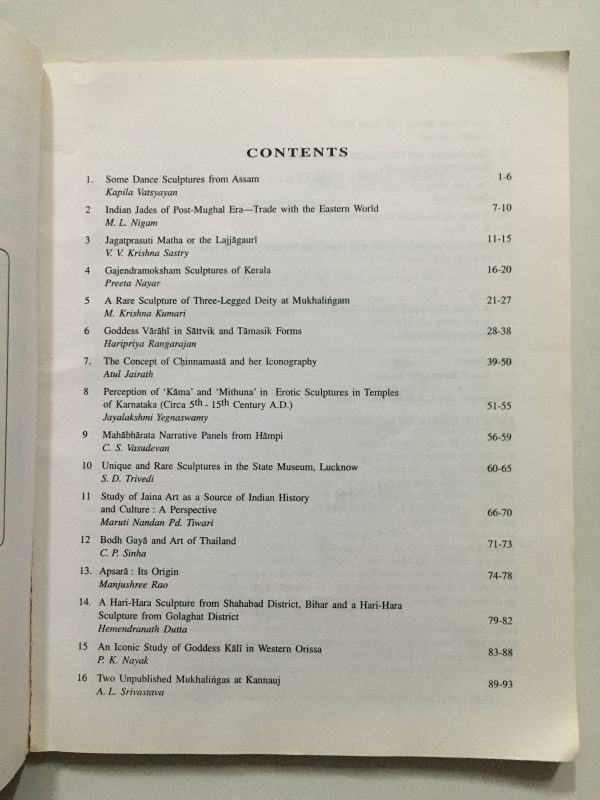 CONTENTS
1. Some Dance Sculptures from Assam 1-6
Kapila Vatsyayan
2 Indian Jades of Post-Mughal Era—Trade with the Eastern World 7-10
M. L. Nigam
3 Jagatprasuti Matha or the Lajjāgaurī 11-15
V. V. Krishna Sastry
4 Gajendramoksham Sculptures of Kerala 16-20
Preeta Nayar
5 A Rare Sculpture of Three-Legged Deity at Mukhaliṅgam 21-27
M. Krishna Kumari
6 Goddess Vārāhī in Sāttvik and Tāmasik Forms 28-38
Haripriya Rangarajan
7. The Concept of Chinnamastā and her Iconography 39-50
Atul Jairath
8 Perception of 'Kāma' and 'Mithuna' in Erotic Sculptures in Temples
of Karnataka (Circa 5th - 15th Century A.D.) 51-55
Jayalakshmi Yegnaswamy
9 Mahābhārata Narrative Panels from Hāmpi 56-59
C. S. Vasudevan
10 Unique and Rare Sculptures in the State Museum, Lucknow 60-65
S. D. Trivedi
11 Study of Jaina Art as a Source of Indian History
and Culture : A Perspective 66-70
Maruti Nandan Pd. Tiwari
12 Bodh Gayā and Art of Thailand 71-73
C. P. Sinha
13. Apsarā : Its Origin 74-78
Manjushree Rao
14. A Hari-Hara Sculpture from Shahabad District, Bihar and a Hari-Hara
Sculpture from Golaghat District 79-82
Hemendranath Dutta
15 An Iconic Study of Goddess Kālī in Western Orissa 83-88
P. K. Nayak
16 Two Unpublished Mukhaliṅgas at Kannauj 89-93
A. L. Srivastava